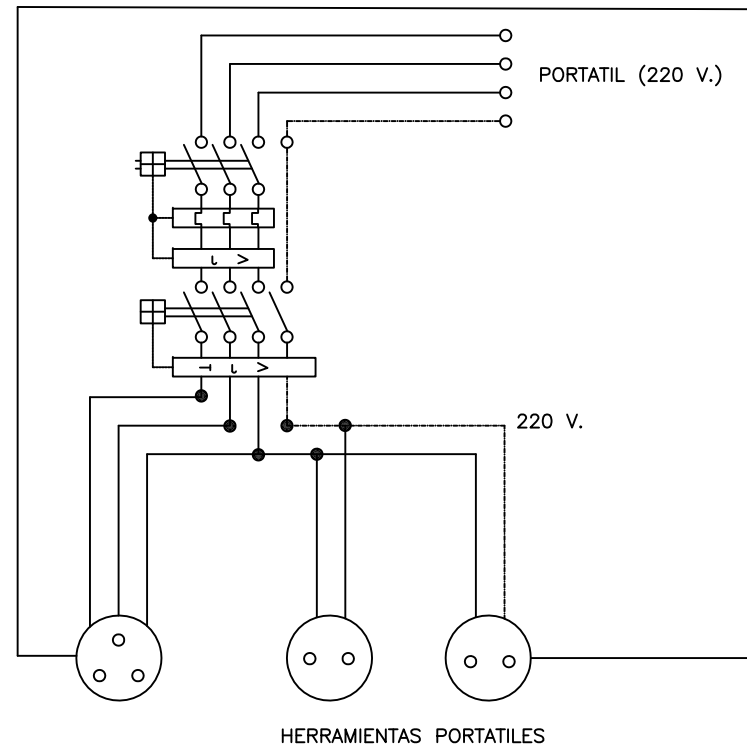 PORTATIL (220 V.)
I >
T I >
220 V.
HERRAMIENTAS PORTATILES